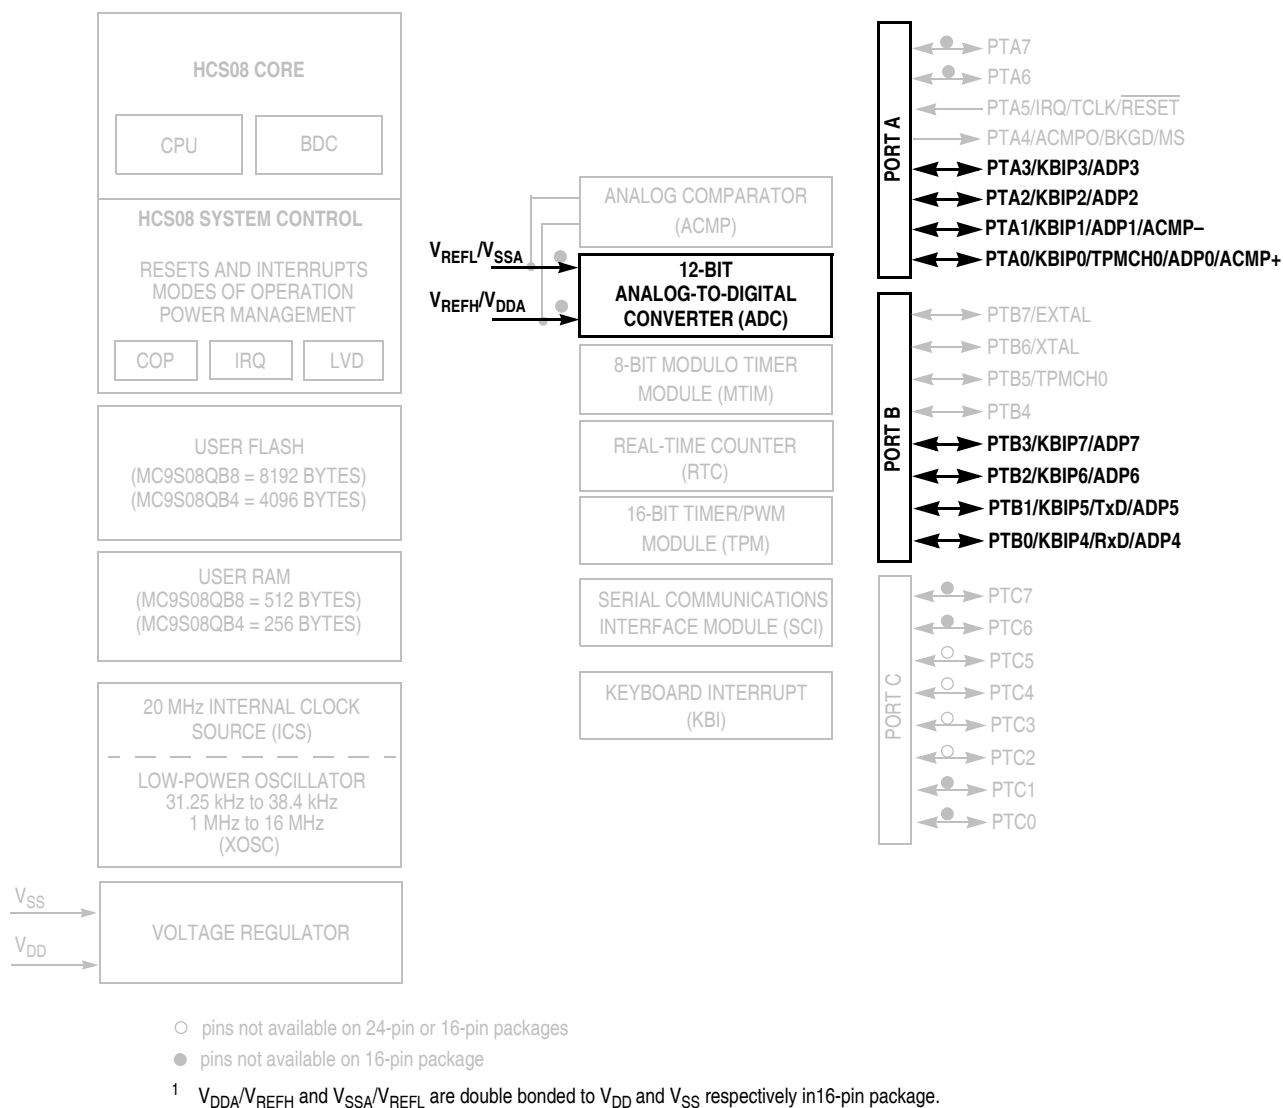 HCS08 CORE
CPU
BDC
HCS08 SYSTEM CONTROL
RESETS AND INTERRUPTS
MODES OF OPERATION
POWER MANAGEMENT
COP
IRQ
LVD
USER FLASH
(MC9S08QB8 = 8192 BYTES)
(MC9S08QB4 = 4096 BYTES)
USER RAM
(MC9S08QB8 = 512 BYTES)
(MC9S08QB4 = 256 BYTES)
20 MHz INTERNAL CLOCK
SOURCE (ICS)
LOW-POWER OSCILLATOR
31.25 kHz to 38.4 kHz
1 MHz to 16 MHz
(XOSC)
VSS
VDD
VOLTAGE REGULATOR
ANALOG COMPARATOR
(ACMP)
VREFL/VSSA
VREFH/VDDA
12-BIT
ANALOG-TO-DIGITAL
CONVERTER (ADC)
8-BIT MODULO TIMER
MODULE (MTIM)
REAL-TIME COUNTER
(RTC)
16-BIT TIMER/PWM
MODULE (TPM)
SERIAL COMMUNICATIONS
INTERFACE MODULE (SCI)
KEYBOARD INTERRUPT
(KBI)
PORT A
PTA7
PTA6
PTA5/IRQ/TCLK/RESET
PTA4/ACMPO/BKGD/MS
PTA3/KBIP3/ADP3
PTA2/KBIP2/ADP2
PTA1/KBIP1/ADP1/ACMP–
PTA0/KBIP0/TPMCH0/ADP0/ACMP+
PORT B
PTB7/EXTAL
PTB6/XTAL
PTB5/TPMCH0
PTB4
PTB3/KBIP7/ADP7
PTB2/KBIP6/ADP6
PTB1/KBIP5/TxD/ADP5
PTB0/KBIP4/RxD/ADP4
PORT C
PTC7
PTC6
PTC5
PTC4
PTC3
PTC2
PTC1
PTC0
pins not available on 24-pin or 16-pin packages
pins not available on 16-pin package
1 VDDA/VREFH and VSSA/VREFL are double bonded to VDD and VSS respectively in16-pin package.